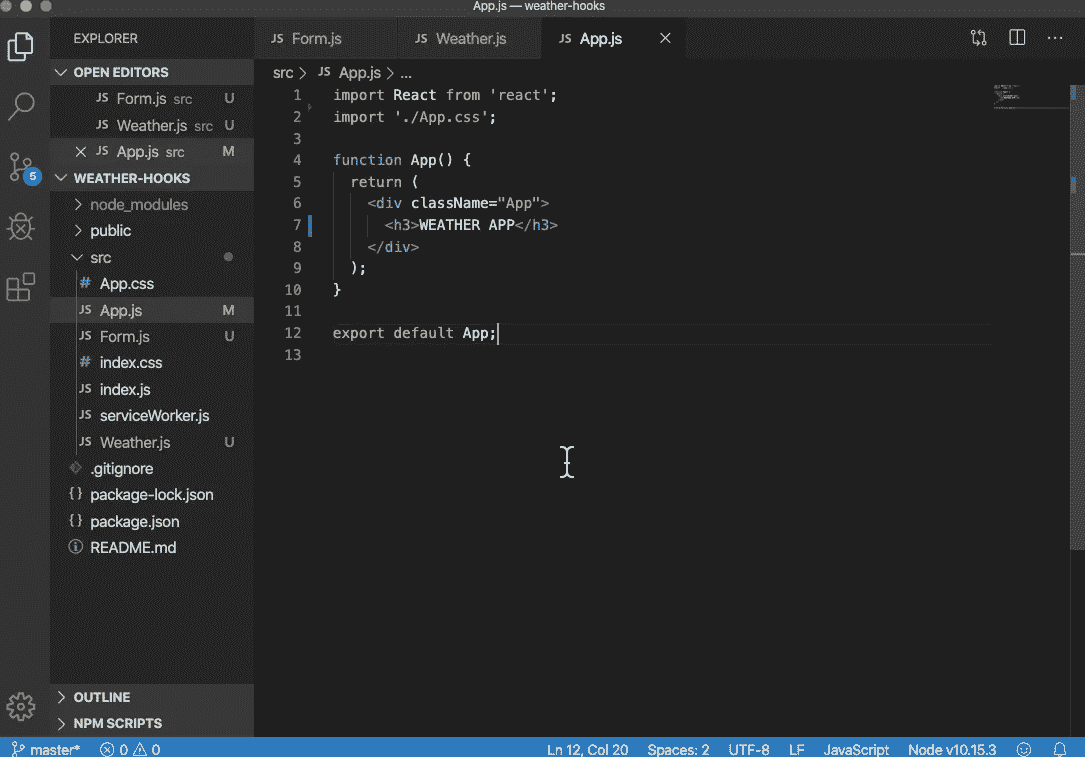 App.js — weather-hooks
EXPLORER
OPEN EDITORS
JS Form.js src U
JS Weather.js src U
JS App.js src M
WEATHER-HOOKS
node_modules
public
src
# App.css
JS App.js M
JS Form.js U
# index.css
JS index.js
JS serviceWorker.js
JS Weather.js U
.gitignore
{} package-lock.json
{} package.json
README.md
OUTLINE
NPM SCRIPTS
5
JS Form.js
JS Weather.js
JS App.js
src > JS App.js > ...
1 import React from 'react';
2 import './App.css';
3
4 function App() {
5 return (
6 <div className="App">
7 <h3>WEATHER APP</h3>
8 </div>
9 );
10 }
11
12 export default App;
13
master* 0 0 Ln 12, Col 20 Spaces: 2 UTF-8 LF JavaScript Node v10.15.3